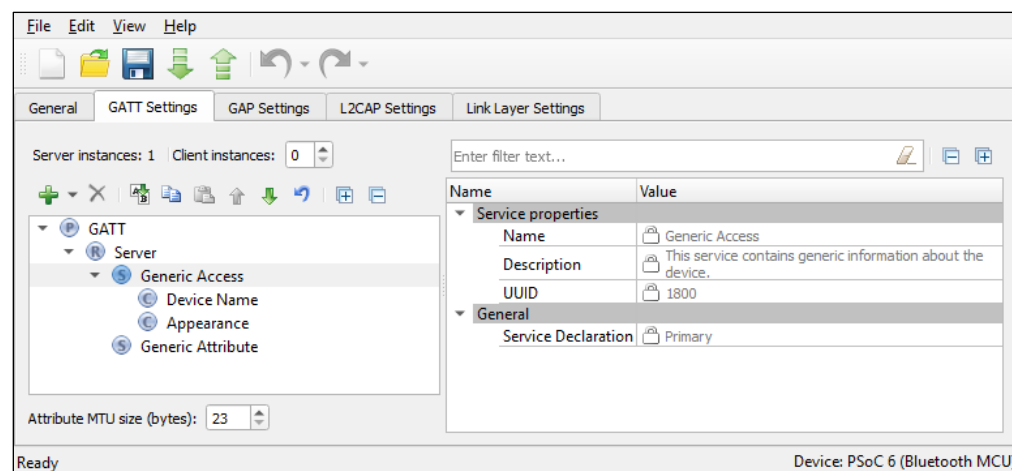 File Edit View Help
General GATT Settings GAP Settings L2CAP Settings Link Layer Settings
Server instances: 1 Client instances: 0
Enter filter text...
Name Value
P GATT
R Server
S Generic Access
C Device Name
C Appearance
S Generic Attribute
Service properties
Name Generic Access
Description This service contains generic information about the
device.
UUID 1800
General
Service Declaration Primary
Attribute MTU size (bytes): 23
Ready Device: PSoC 6 (Bluetooth MCU)